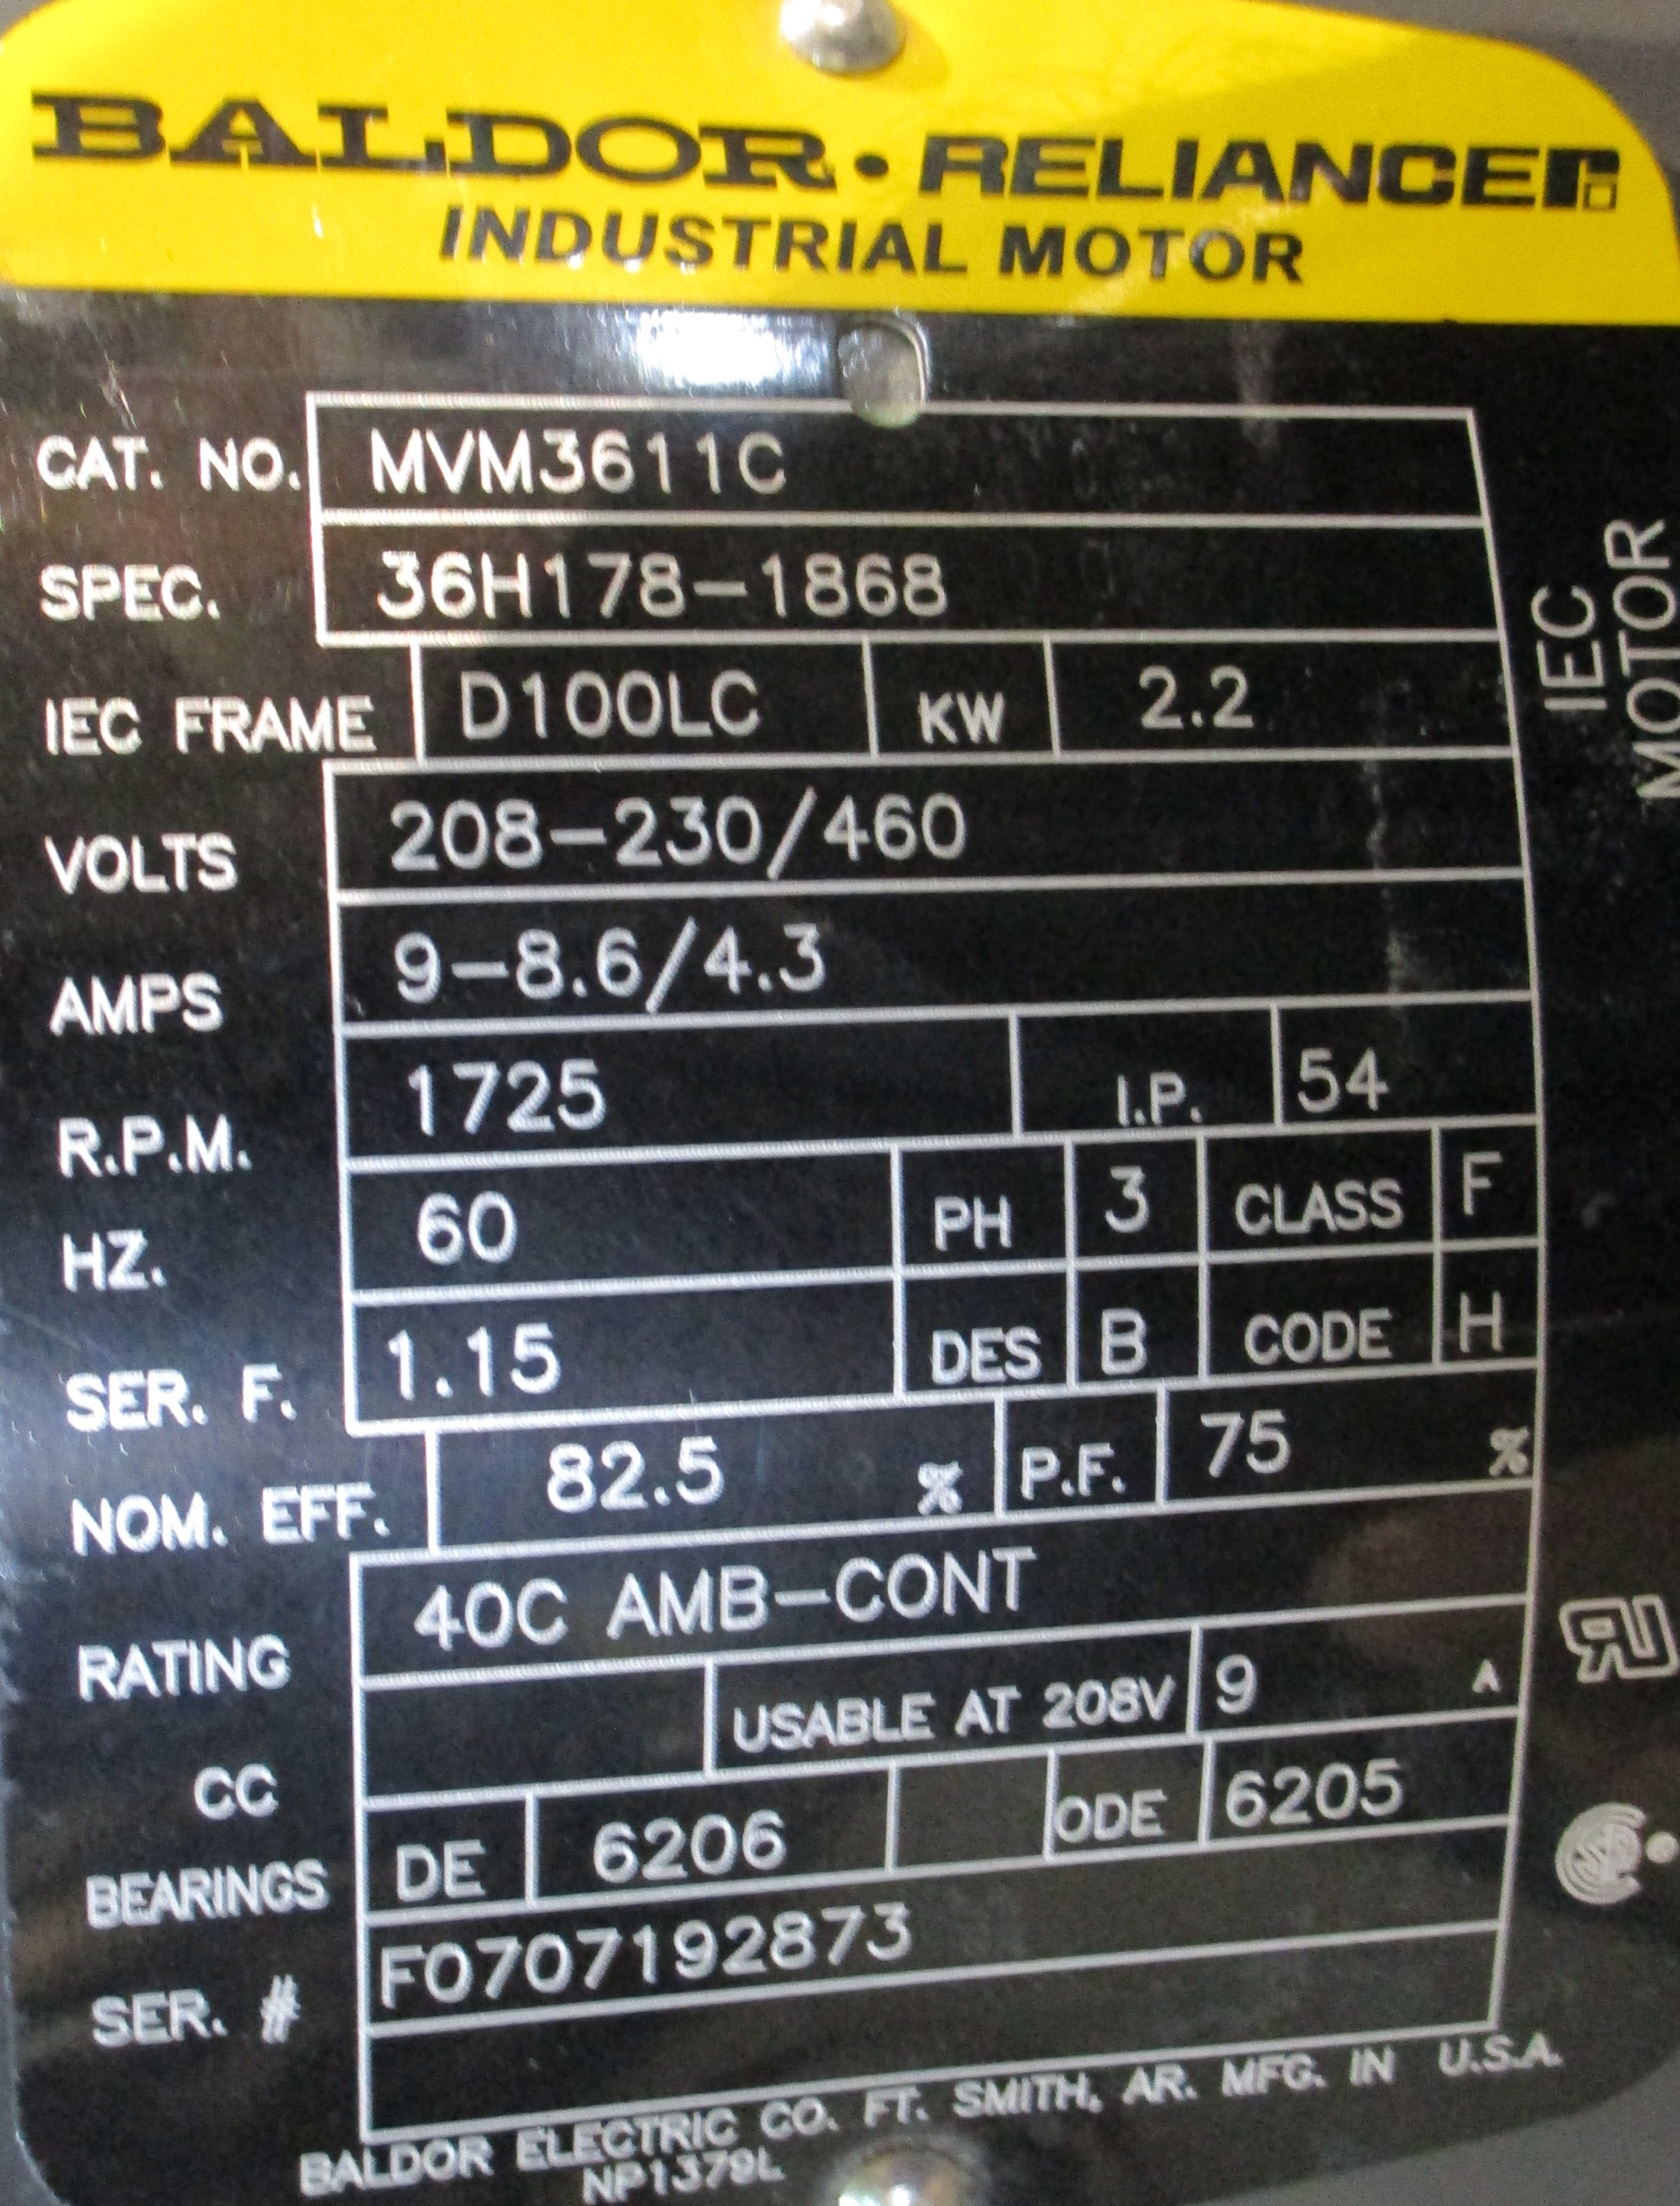 BALDOR • RELIANCE
INDUSTRIAL MOTOR
CAT. NO. MVM3611C
SPEC. 36H178-1868
IEC FRAME D100LC KW 2.2
VOLTS 208-230/460
AMPS 9-8.6/4.3
R.P.M. 1725 I.P. 54
HZ. 60 PH 3 CLASS F
SER. F. 1.15 DES B CODE H
NOM. EFF. 82.5 % P.F. 75 %
RATING 40C AMB-CONT
CC USABLE AT 208V 9 A
BEARINGS DE 6206 ODE 6205
SER. # F0707192873
BALDOR ELECTRIC CO. FT. SMITH, AR. MFG. IN U.S.A.
NP1379L
IEC
MOTOR